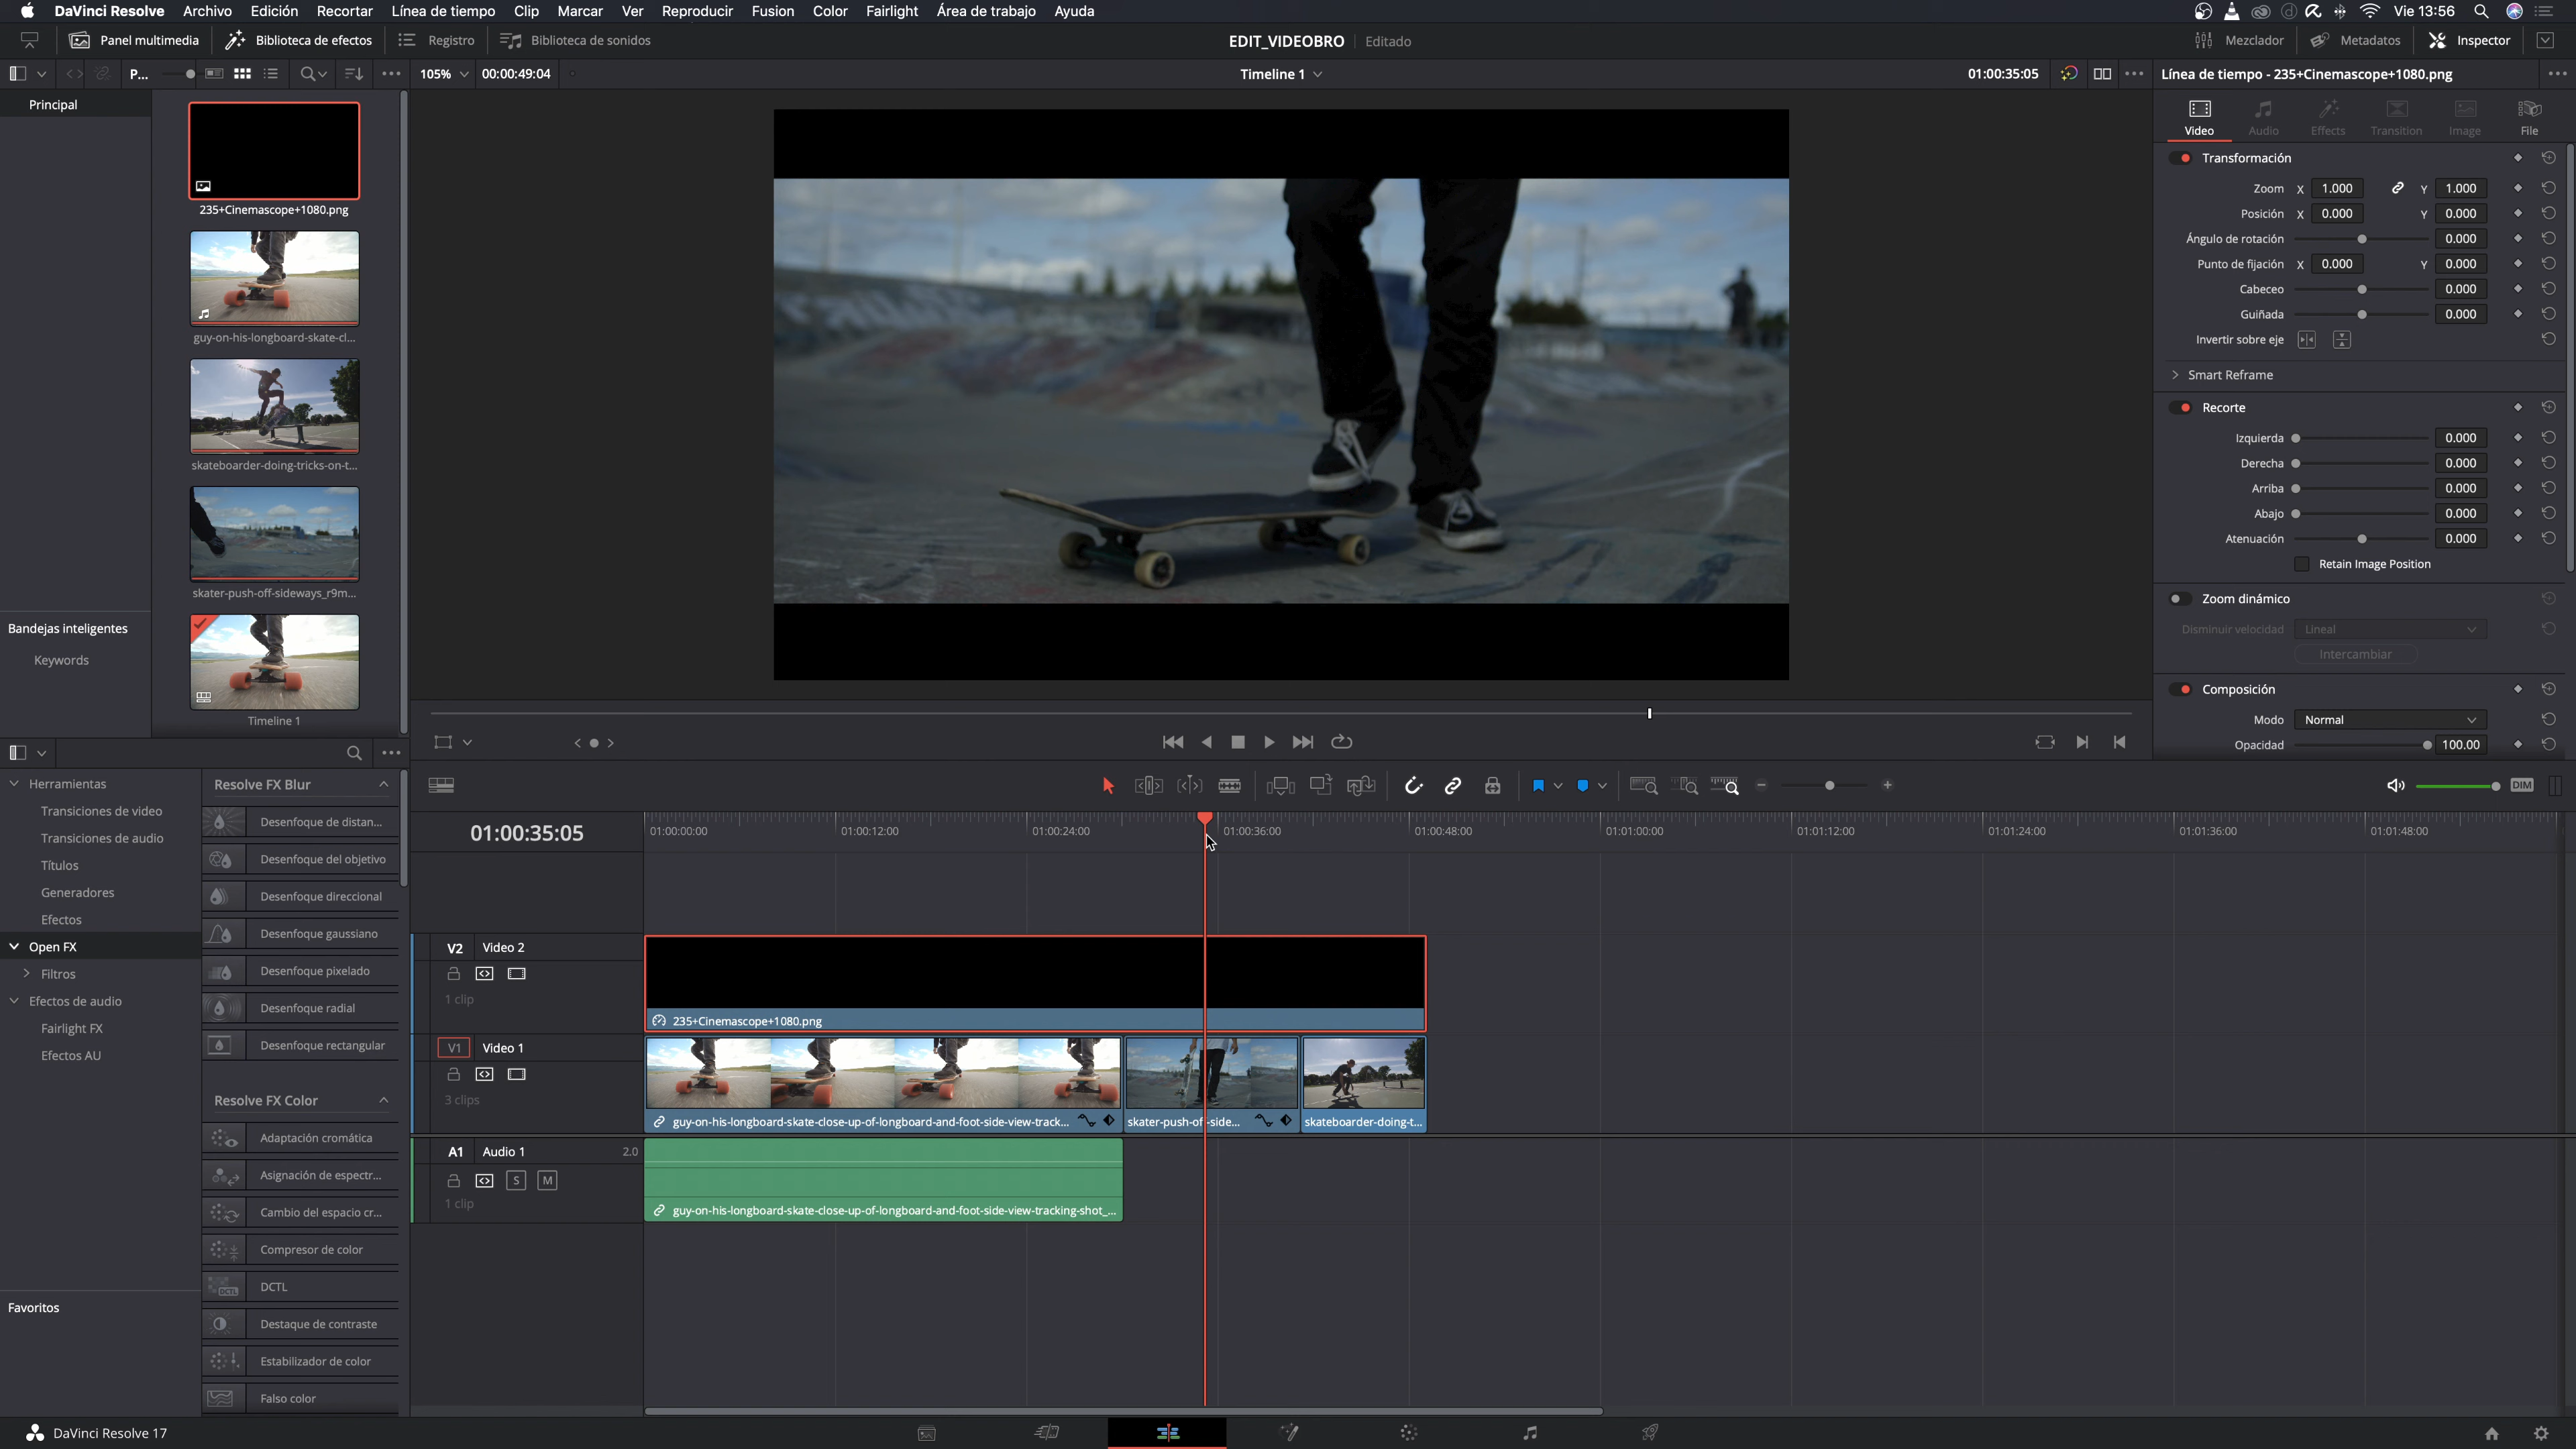 DaVinci Resolve Archivo Edición Recortar Línea de tiempo Clip Marcar Ver Reproducir Fusion Color Fairlight Área de trabajo Ayuda Vie 13:56
Panel multimedia Biblioteca de efectos Registro Biblioteca de sonidos EDIT_VIDEOBRO Editado Mezclador Metadatos Inspector
P... 105% 00:00:49:04 Timeline 1 01:00:35:05 Línea de tiempo - 235+Cinemascope+1080.png
Principal
235+Cinemascope+1080.png
guy-on-his-longboard-skate-cl...
skateboarder-doing-tricks-on-t...
skater-push-off-sideways_r9m...
Timeline 1
Bandejas inteligentes
Keywords
Video Audio Effects Transition Image File
Transformación
Zoom X 1.000 Y 1.000
Posición X 0.000 Y 0.000
Ángulo de rotación 0.000
Punto de fijación X 0.000 Y 0.000
Cabeceo 0.000
Guiñada 0.000
Invertir sobre eje
Smart Reframe
Recorte
Izquierda 0.000
Derecha 0.000
Arriba 0.000
Abajo 0.000
Atenuación 0.000
Retain Image Position
Zoom dinámico
Disminuir velocidad Lineal
Intercambiar
Composición
Modo Normal
Opacidad 100.00
Herramientas
Transiciones de video
Transiciones de audio
Títulos
Generadores
Efectos
Open FX
Filtros
Efectos de audio
Fairlight FX
Efectos AU
Favoritos
Resolve FX Blur
Desenfoque de distan...
Desenfoque del objetivo
Desenfoque direccional
Desenfoque gaussiano
Desenfoque pixelado
Desenfoque radial
Desenfoque rectangular
Resolve FX Color
Adaptación cromática
Asignación de espectr...
Cambio del espacio cr...
Compresor de color
DCTL
DCTL
Destaque de contraste
Estabilizador de color
Falso color
DIM
01:00:35:05
01:00:00:00 01:00:12:00 01:00:24:00 01:00:36:00 01:00:48:00 01:01:00:00 01:01:12:00 01:01:24:00 01:01:36:00 01:01:48:00
V2 Video 2
1 clip
235+Cinemascope+1080.png
V1 Video 1
3 clips
guy-on-his-longboard-skate-close-up-of-longboard-and-foot-side-view-track... skater-push-of-side... skateboarder-doing-t...
A1 Audio 1 2.0
S M
1 clip
guy-on-his-longboard-skate-close-up-of-longboard-and-foot-side-view-tracking-shot_...
DaVinci Resolve 17